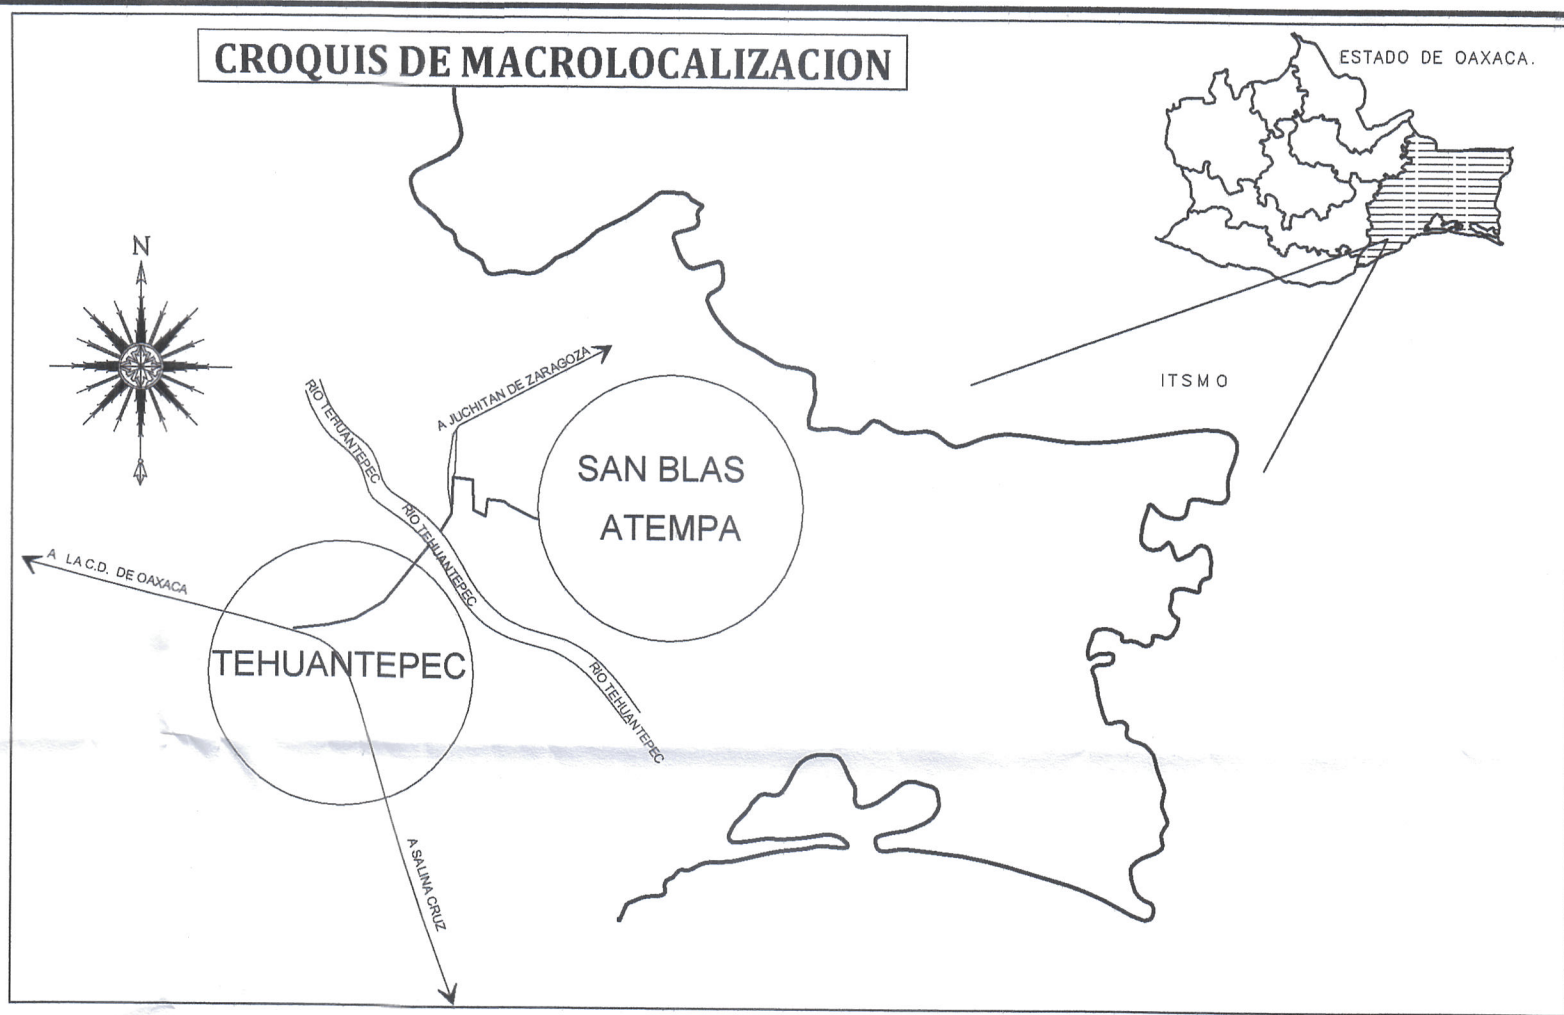 CROQUIS DE MACROLOCALIZACION
ESTADO DE OAXACA.
N
A JUCHITAN DE ZARAGOZA
ITSMO
RIO TEHUANTEPEC
SAN BLAS
ATEMPA
RIO TEHUANTEPEC
A LA C.D. DE OAXACA
TEHUANTEPEC
RIO TEHUANTEPEC
A SALINA CRUZ